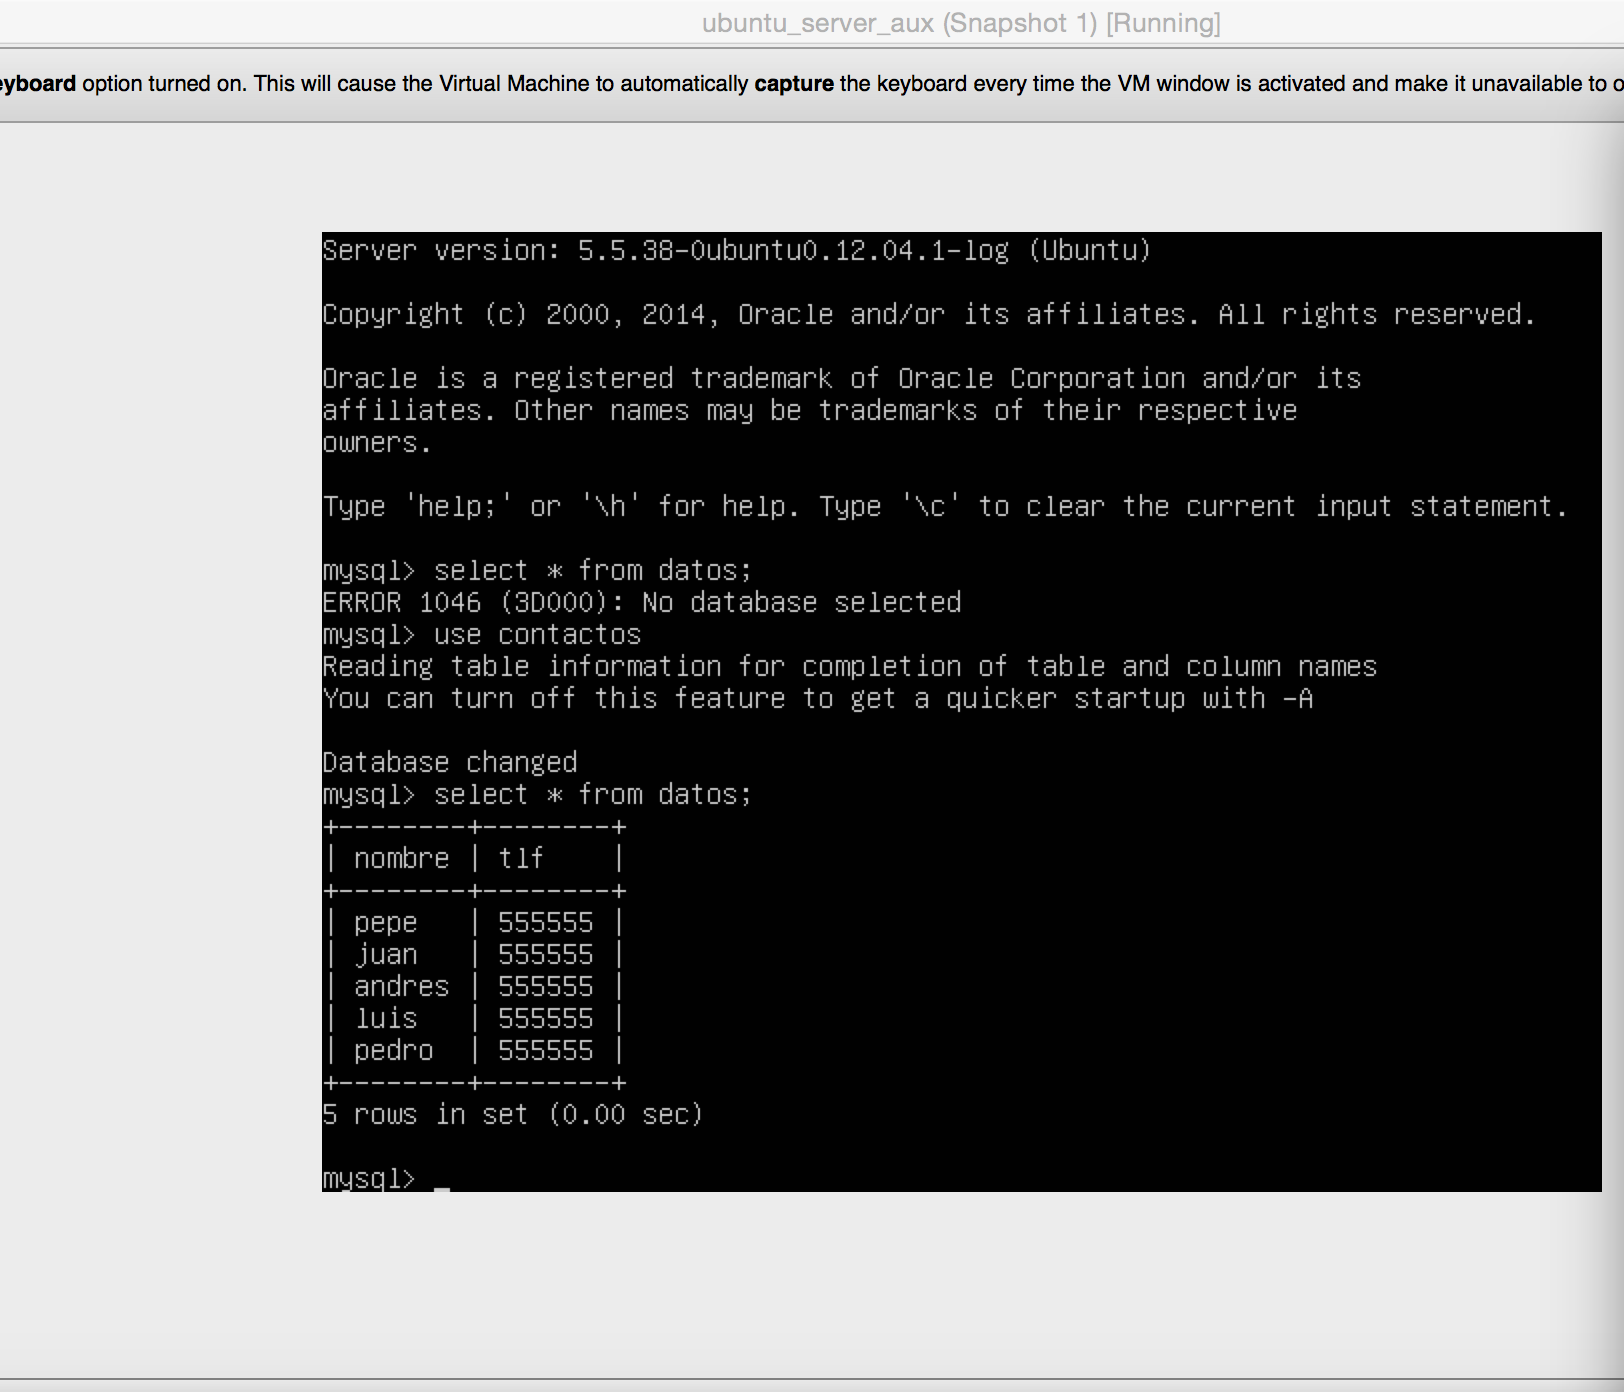 ubuntu_server_aux (Snapshot 1) [Running]
eyboard option turned on. This will cause the Virtual Machine to automatically capture the keyboard every time the VM window is activated and make it unavailable to o
Server version: 5.5.38-0ubuntu0.12.04.1-log (Ubuntu)
Copyright (c) 2000, 2014, Oracle and/or its affiliates. All rights reserved.
Oracle is a registered trademark of Oracle Corporation and/or its
affiliates. Other names may be trademarks of their respective
owners.
Type 'help;' or '\h' for help. Type '\c' to clear the current input statement.
mysql> select * from datos;
ERROR 1046 (3D000): No database selected
mysql> use contactos
Reading table information for completion of table and column names
You can turn off this feature to get a quicker startup with -A
Database changed
mysql> select * from datos;
+--------+--------+
| nombre | tlf    |
+--------+--------+
| pepe   | 555555 |
| juan   | 555555 |
| andres | 555555 |
| luis   | 555555 |
| pedro  | 555555 |
+--------+--------+
5 rows in set (0.00 sec)
mysql> _